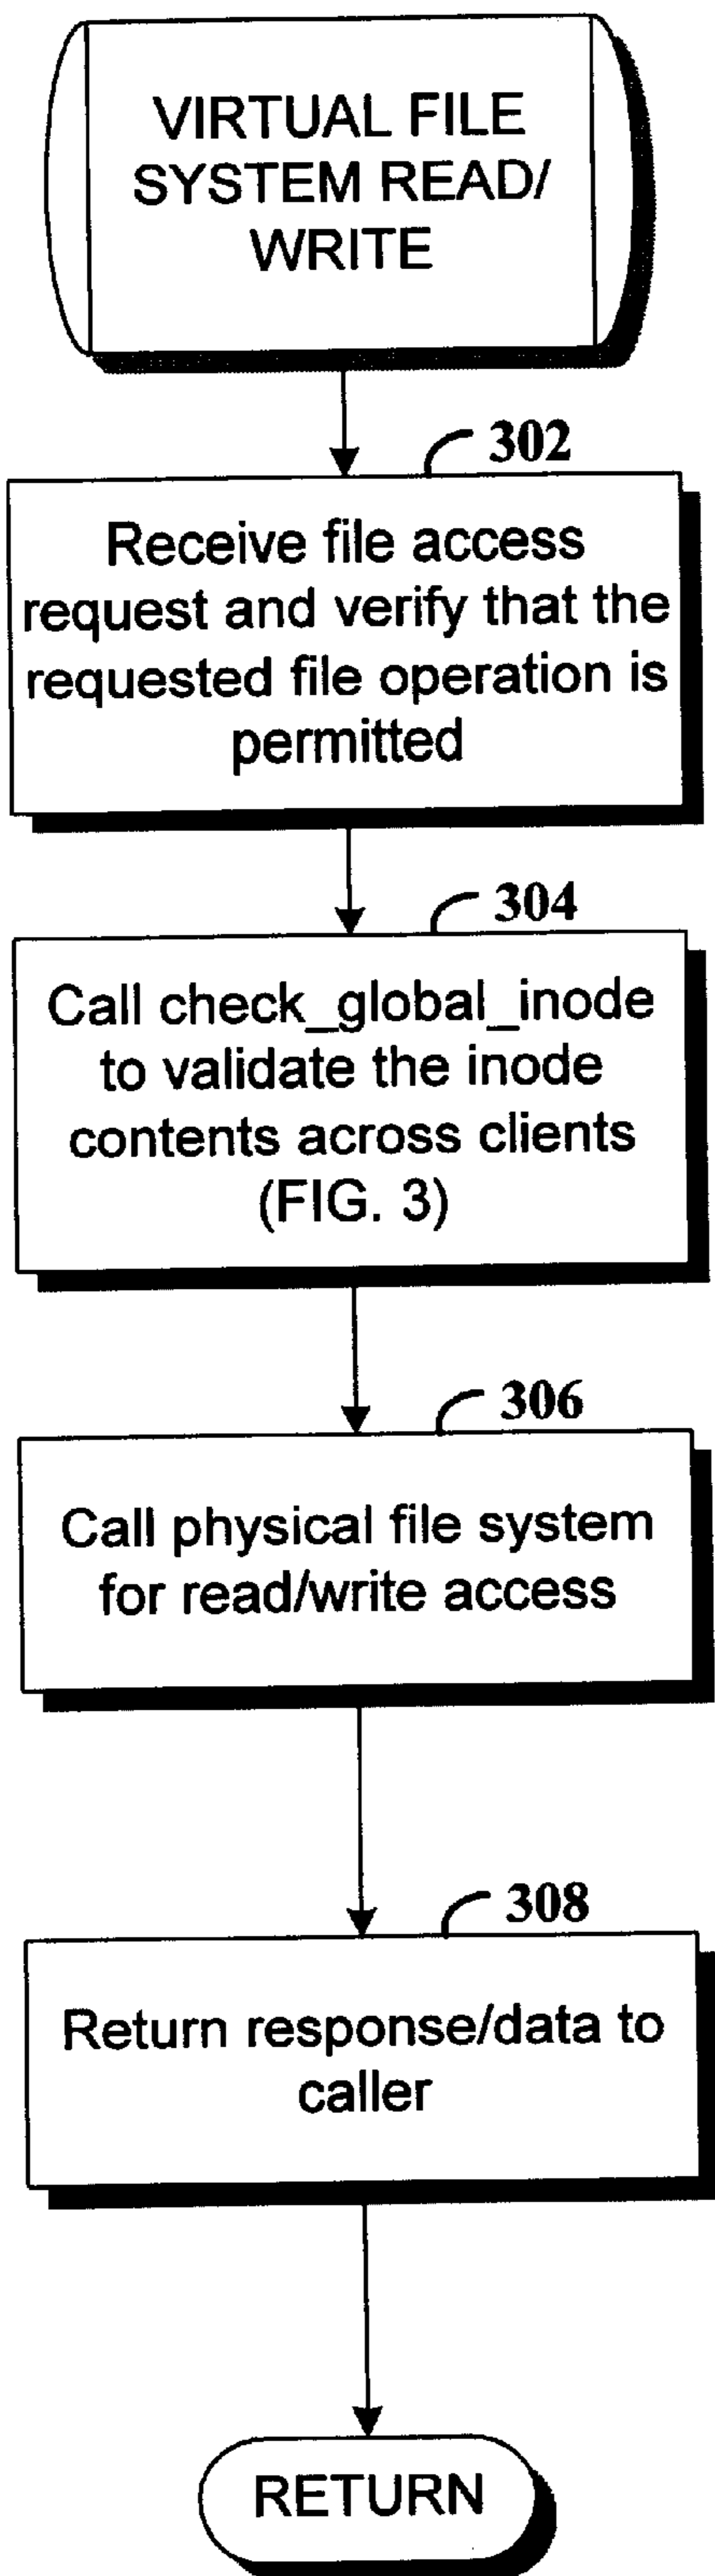 VIRTUAL FILE
SYSTEM READ/
WRITE
302
Receive file access
request and verify that the
requested file operation is
permitted
304
Call check_global_inode
to validate the inode
contents across clients
(FIG. 3)
306
Call physical file system
for read/write access
308
Return response/data to
caller
RETURN